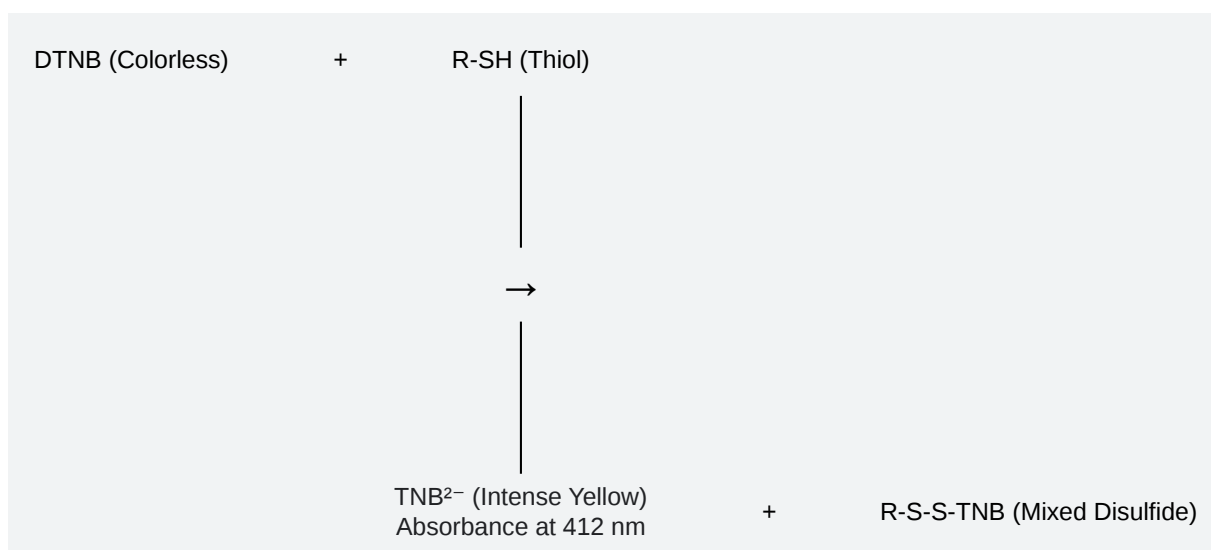 DTNB (Colorless) + R-SH (Thiol)
→
TNB²⁻ (Intense Yellow)
Absorbance at 412 nm
+ R-S-S-TNB (Mixed Disulfide)